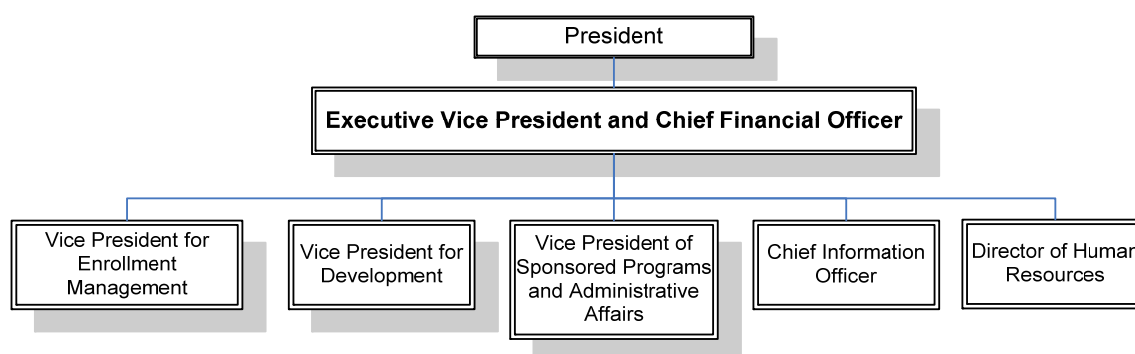 President
Executive Vice President and Chief Financial Officer
Vice President for
Enrollment
Management
Vice President for
Development
Vice President of
Sponsored Programs
and Administrative
Affairs
Chief Information
Officer
Director of Human
Resources